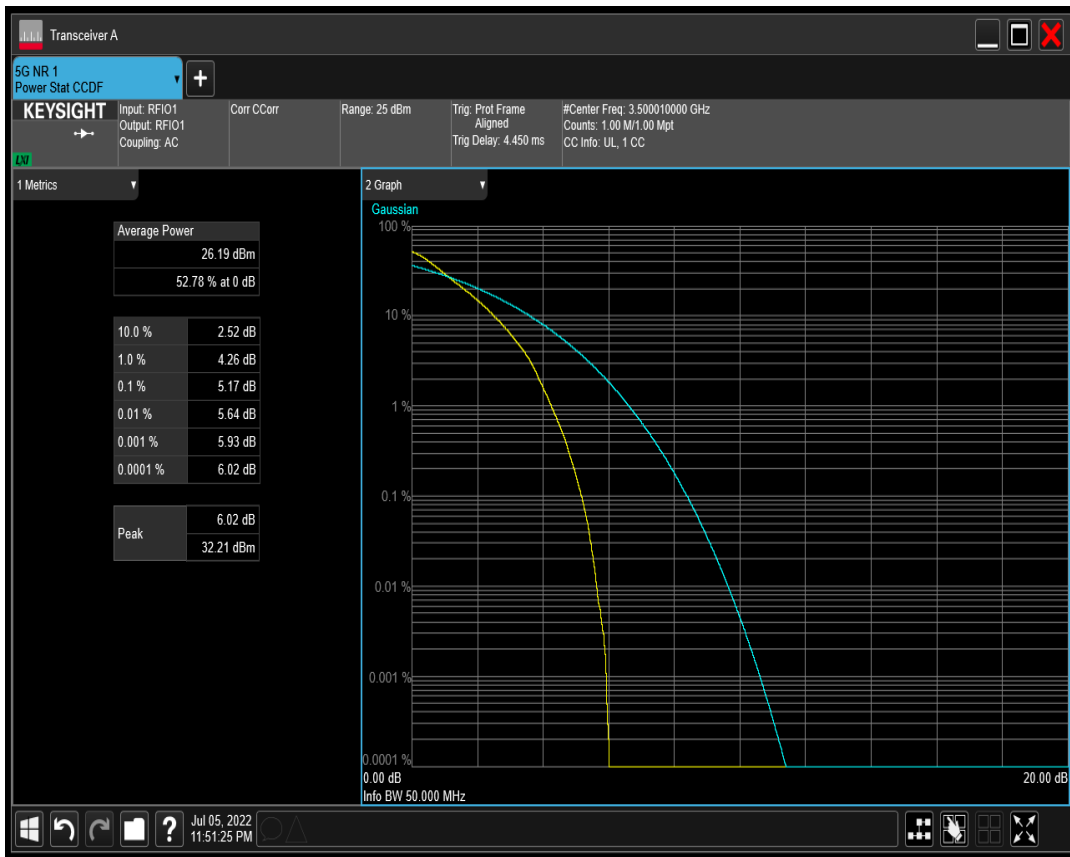 Transceiver A
5G NR 1
Power Stat CCDF
+
KEYSIGHT
LXI
Input: RFIO1
Output: RFIO1
Coupling: AC
Corr CCorr
Range: 25 dBm
Trig: Prot Frame
Aligned
Trig Delay: 4.450 ms
#Center Freq: 3.500010000 GHz
Counts: 1.00 M/1.00 Mpt
CC Info: UL, 1 CC
1 Metrics
Average Power
26.19 dBm
52.78 % at 0 dB
10.0 % 2.52 dB
1.0 % 4.26 dB
0.1 % 5.17 dB
0.01 % 5.64 dB
0.001 % 5.93 dB
0.0001 % 6.02 dB
Peak
6.02 dB
32.21 dBm
2 Graph
Gaussian
100 %
10 %
1 %
0.1 %
0.01 %
0.001 %
0.0001 %
0.00 dB 20.00 dB
Info BW 50.000 MHz
?
Jul 05, 2022
11:51:25 PM